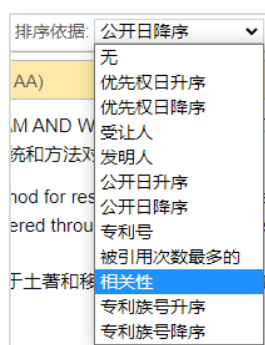 排序依据: 公开日降序
无
AA)
优先权日升序
优先权日降序
M AND W
受让人
统和方法对
发明人
公开日升序
nod for res
公开日降序
ered throu
专利号
被引用次数最多的
于土著和移
相关性
专利族号升序
专利族号降序